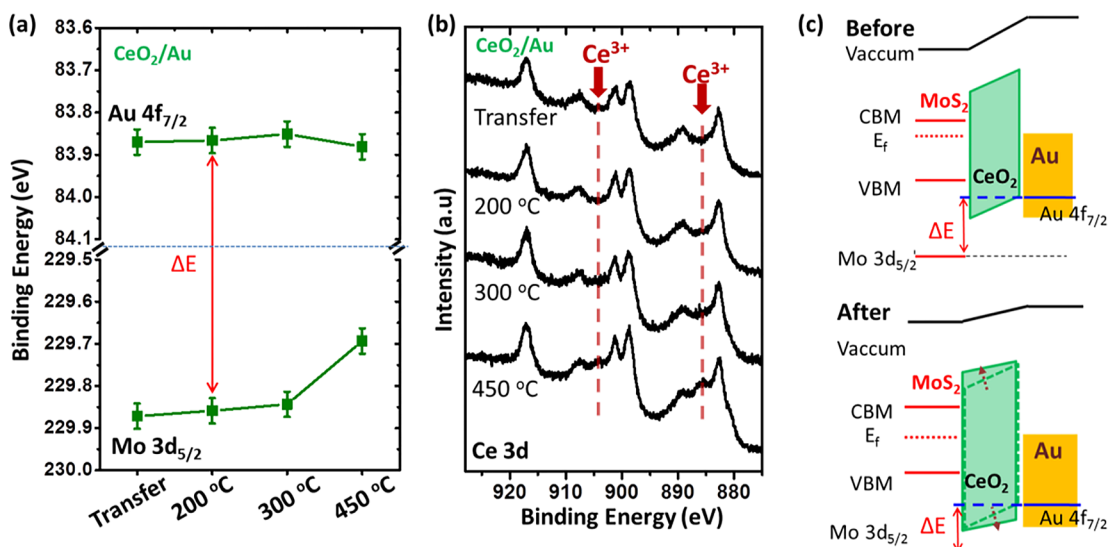 (a)
CeO2/Au
Au 4f7/2
ΔE
Mo 3d5/2
Binding Energy (eV)
83.6
83.7
83.8
83.9
84.0
84.1
229.5
229.6
229.7
229.8
229.9
230.0
Transfer
200 °C
300 °C
450 °C
(b)
CeO2/Au
Ce3+
Ce3+
Transfer
200 °C
300 °C
450 °C
Ce 3d
Intensity (a.u)
920
910
900
890
880
Binding Energy (eV)
(c)
Before
Vaccum
MoS2
CBM
Ef
VBM
CeO2
Au
Au 4f7/2
ΔE
Mo 3d5/2
After
Vaccum
MoS2
CBM
Ef
VBM
CeO2
Au
Au 4f7/2
ΔE
Mo 3d5/2